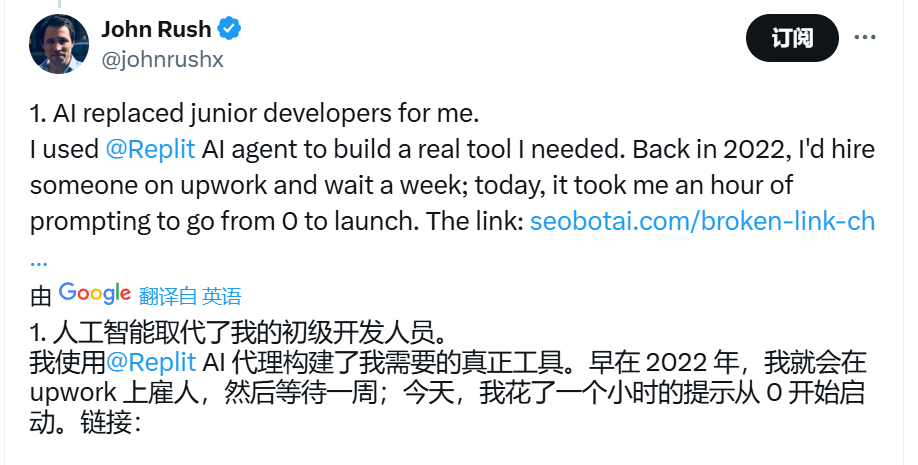 John Rush
@johnrushx
订阅
1. AI replaced junior developers for me.
I used @Replit AI agent to build a real tool I needed. Back in 2022, I'd hire
someone on upwork and wait a week; today, it took me an hour of
prompting to go from 0 to launch. The link: seobotai.com/broken-link-ch
...
由 Google 翻译自 英语
1. 人工智能取代了我的初级开发人员。
我使用@Replit AI 代理构建了我需要的真正工具。早在 2022 年，我就会在
upwork 上雇人，然后等待一周；今天，我花了一个小时的提示从 0 开始启
动。链接：